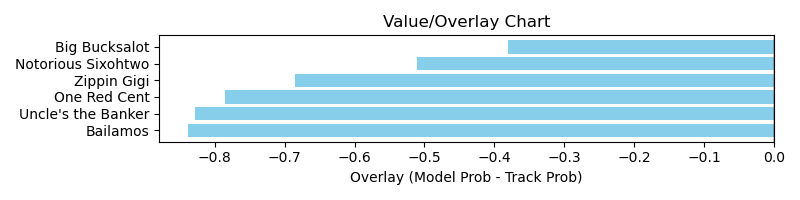 Value/Overlay Chart
Big Bucksalot
Notorious Sixohtwo
Zippin Gigi
One Red Cent
Uncle's the Banker
Bailamos
−0.8 −0.7 −0.6 −0.5 −0.4 −0.3 −0.2 −0.1 0.0
Overlay (Model Prob - Track Prob)